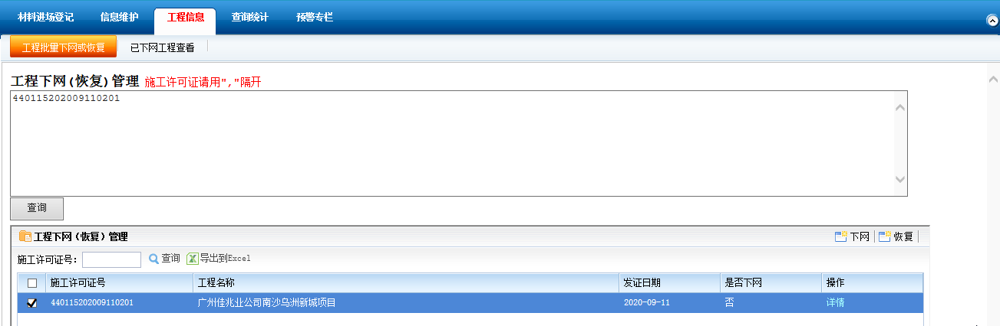 材料进场登记 信息维护 工程信息 查询统计 预警专栏
工程批量下网或恢复 已下网工程查看
工程下网(恢复)管理 施工许可证请用","隔开
440115202009110201
查询
工程下网（恢复）管理 下网 恢复
施工许可证号： 查询 导出到Excel
施工许可证号 工程名称 发证日期 是否下网 操作
440115202009110201 广州佳兆业公司南沙乌洲新城项目 2020-09-11 否 详情